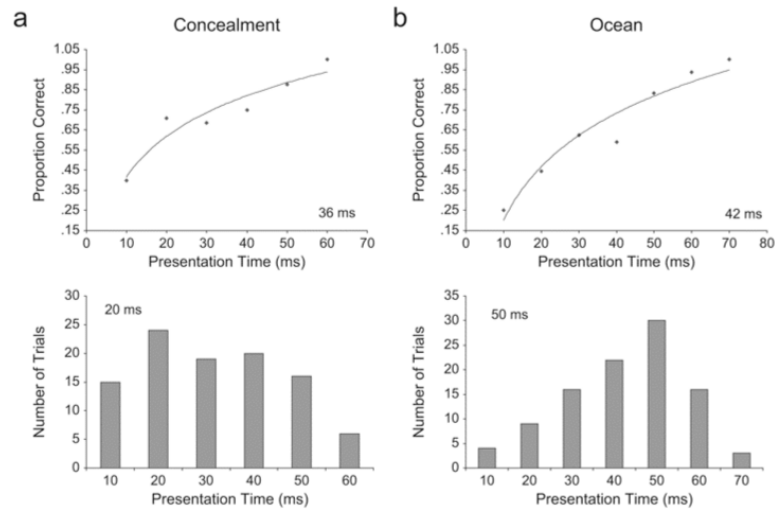 a
Concealment
Proportion Correct
1.05
.95
.85
.75
.65
.55
.45
.35
.25
.15
36 ms
0 10 20 30 40 50 60 70
Presentation Time (ms)
b
Ocean
Proportion Correct
1.05
.95
.85
.75
.65
.55
.45
.35
.25
.15
42 ms
0 10 20 30 40 50 60 70 80
Presentation Time (ms)
Number of Trials
30
25
20
15
10
5
0
20 ms
10 20 30 40 50 60
Presentation Time (ms)
Number of Trials
35
30
25
20
15
10
5
0
50 ms
10 20 30 40 50 60 70
Presentation Time (ms)